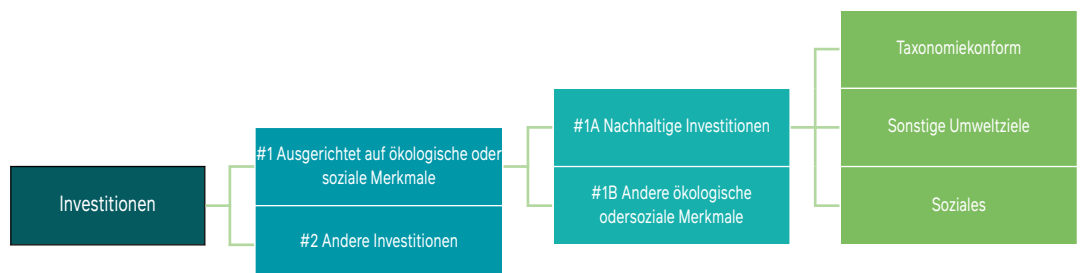 Investitionen
#1 Ausgerichtet auf ökologische oder
soziale Merkmale
#2 Andere Investitionen
#1A Nachhaltige Investitionen
#1B Andere ökologische
odersoziale Merkmale
Taxonomiekonform
Sonstige Umweltziele
Soziales